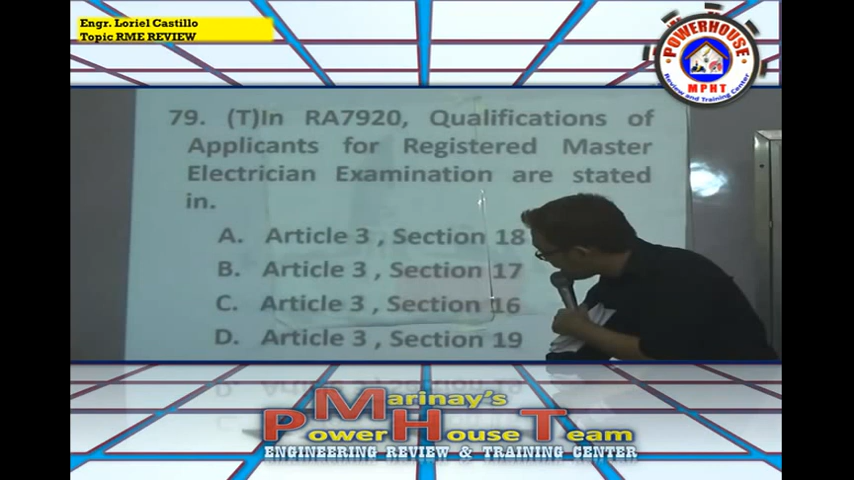 Engr. Loriel Castillo
Topic RME REVIEW
POWERHOUSE
MPHT
Review and Training Center
79. (T)In RA7920, Qualifications of
Applicants for Registered Master
Electrician Examination are stated
in.
A. Article 3 , Section 18
B. Article 3 , Section 17
C. Article 3 , Section 16
D. Article 3 , Section 19
Marinay's
PowerHouse Team
ENGINEERING REVIEW & TRAINING CENTER